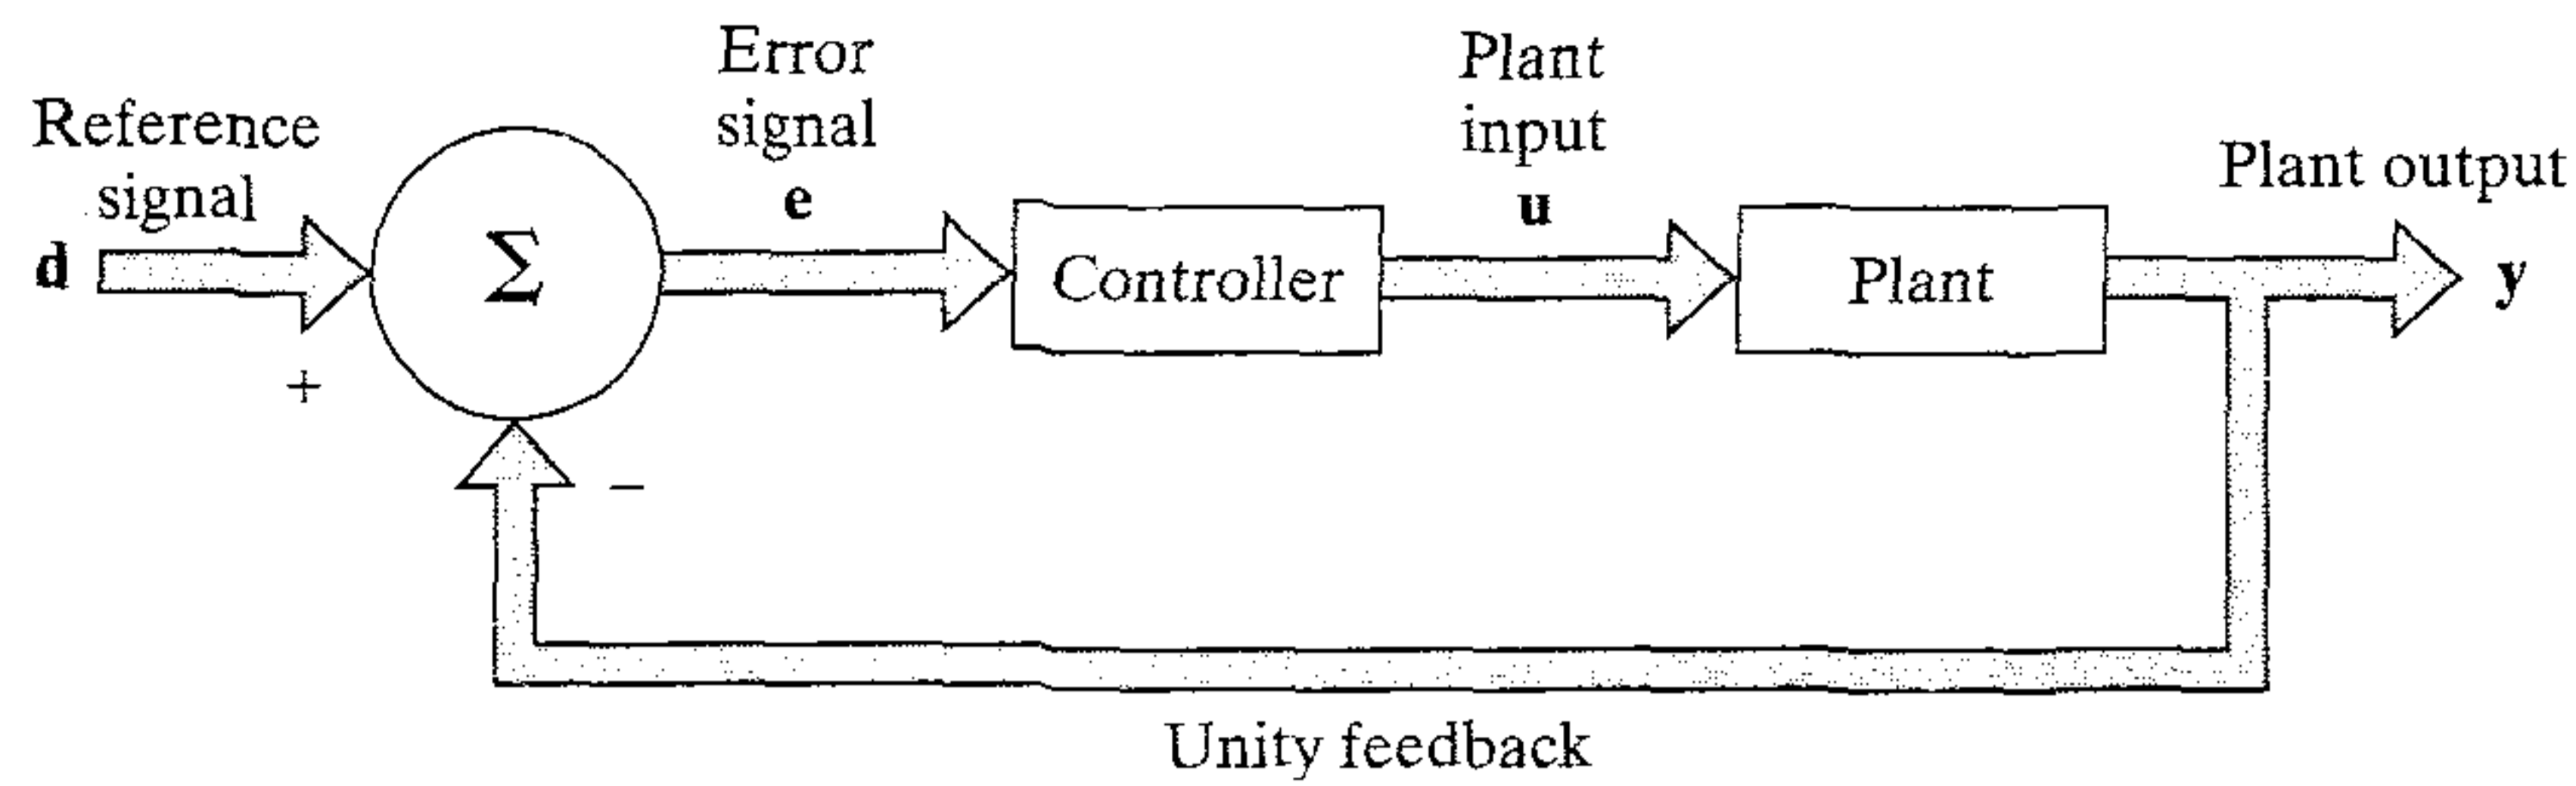 Reference
signal
d
+
Σ
Error
signal
e
Controller
Plant
input
u
Plant
Plant output
y
−
Unity feedback